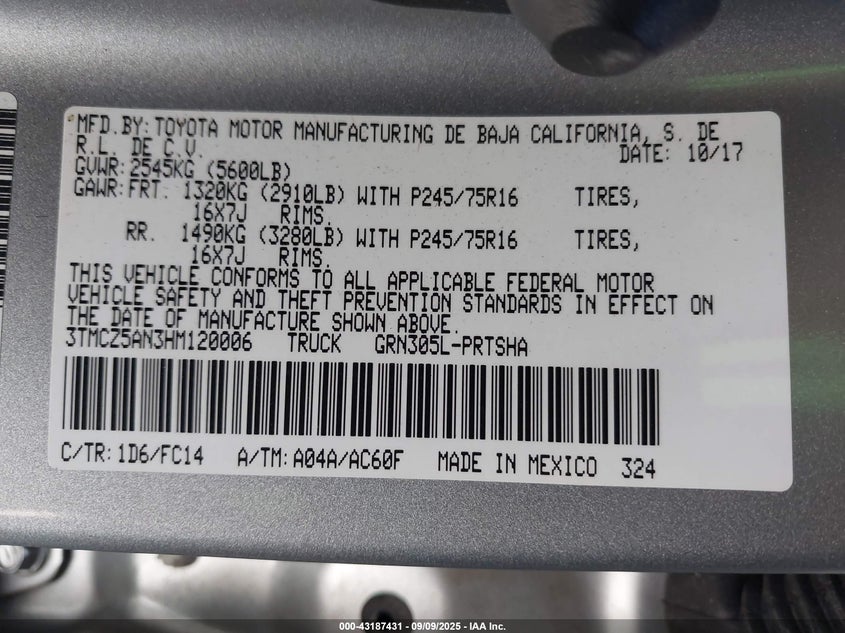 MFD.BY:TOYOTA MOTOR MANUFACTURING DE BAJA CALIFORNIA, S. DE
R.L. DE C.V. DATE: 10/17
GVWR:2545KG (5600LB)
GAWR:FRT. 1320KG (2910LB) WITH P245/75R16 TIRES,
16X7J RIMS.
RR. 1490KG (3280LB) WITH P245/75R16 TIRES,
16X7J RIMS.
THIS VEHICLE CONFORMS TO ALL APPLICABLE FEDERAL MOTOR
VEHICLE SAFETY AND THEFT PREVENTION STANDARDS IN EFFECT ON
THE DATE OF MANUFACTURE SHOWN ABOVE.
3TMCZ5AN3HM120006 TRUCK GRN305L-PRTSHA
C/TR:1D6/FC14 A/TM:A04A/AC60F MADE IN MEXICO 324
000-43187431 - 09/09/2025 - IAA Inc.